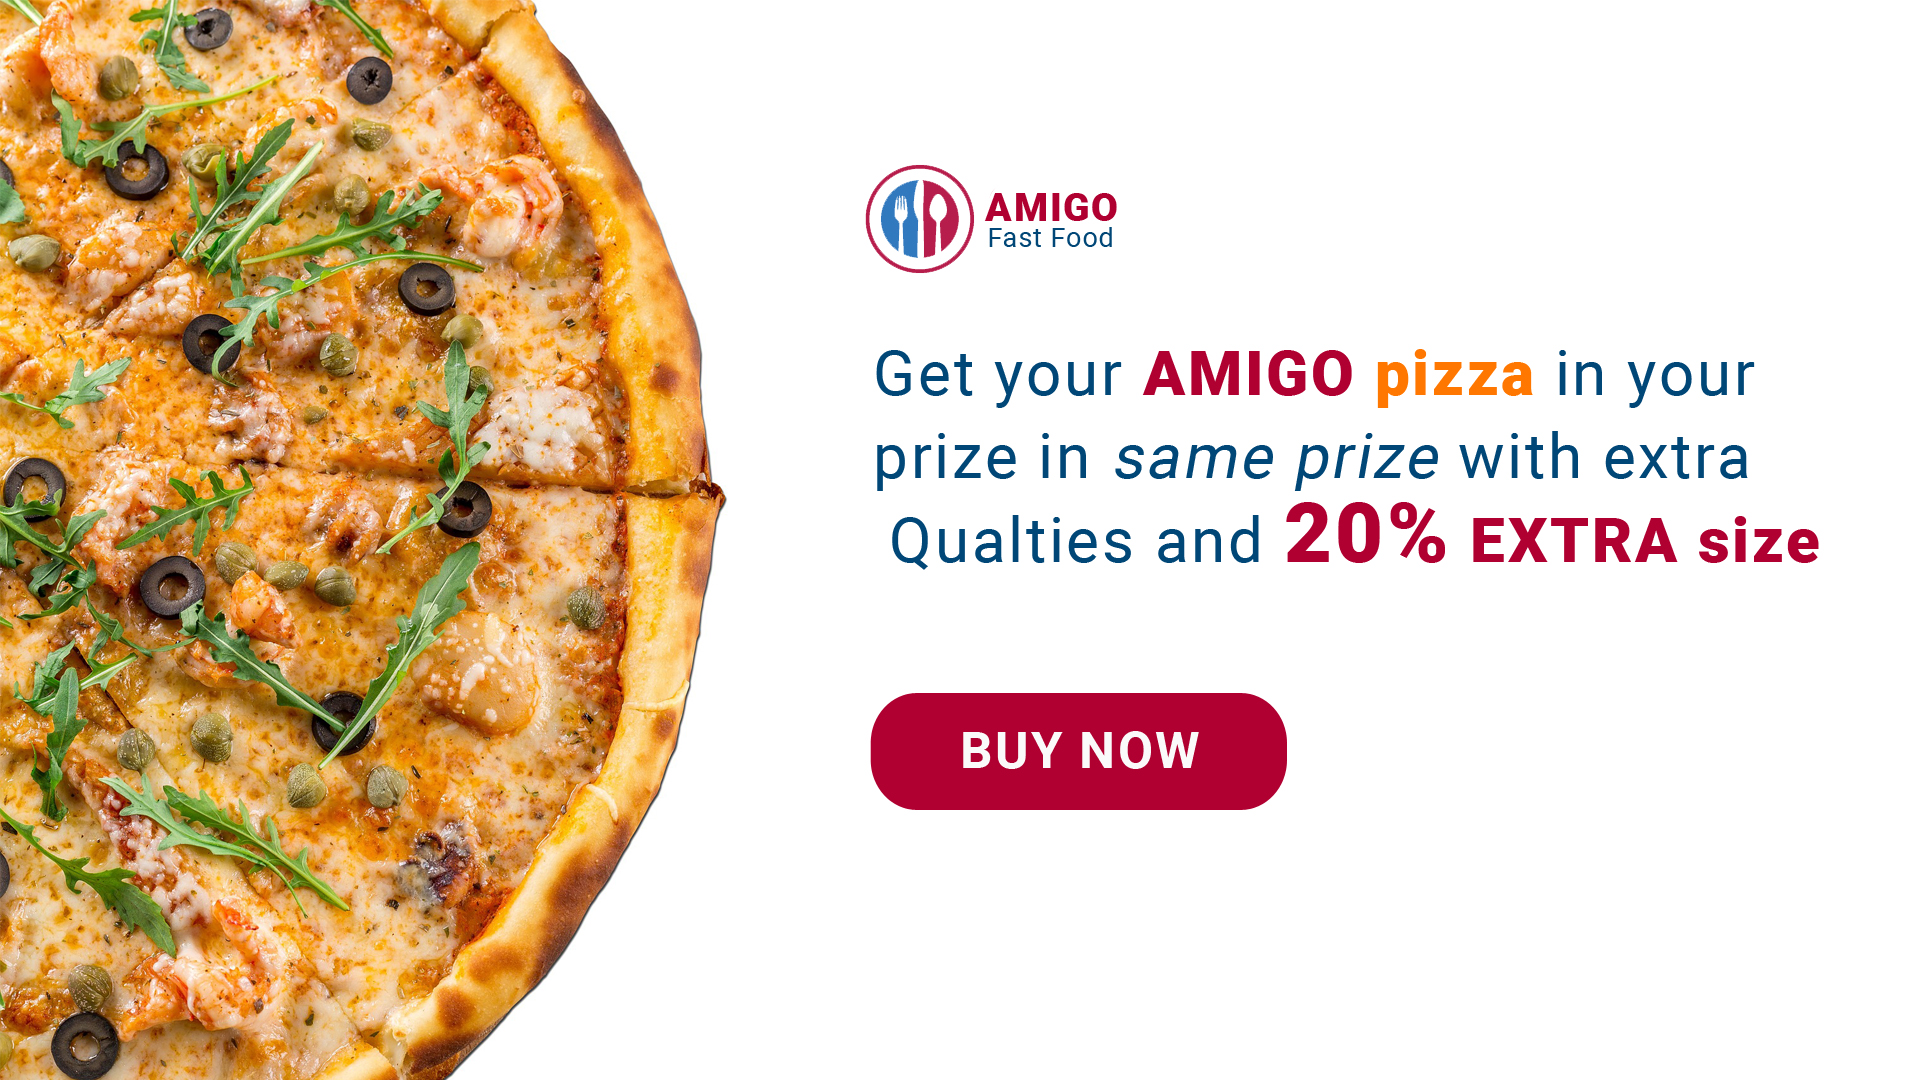 AMIGO
Fast Food
Get your AMIGO pizza in your
prize in same prize with extra
Qualties and 20% EXTRA size
BUY NOW